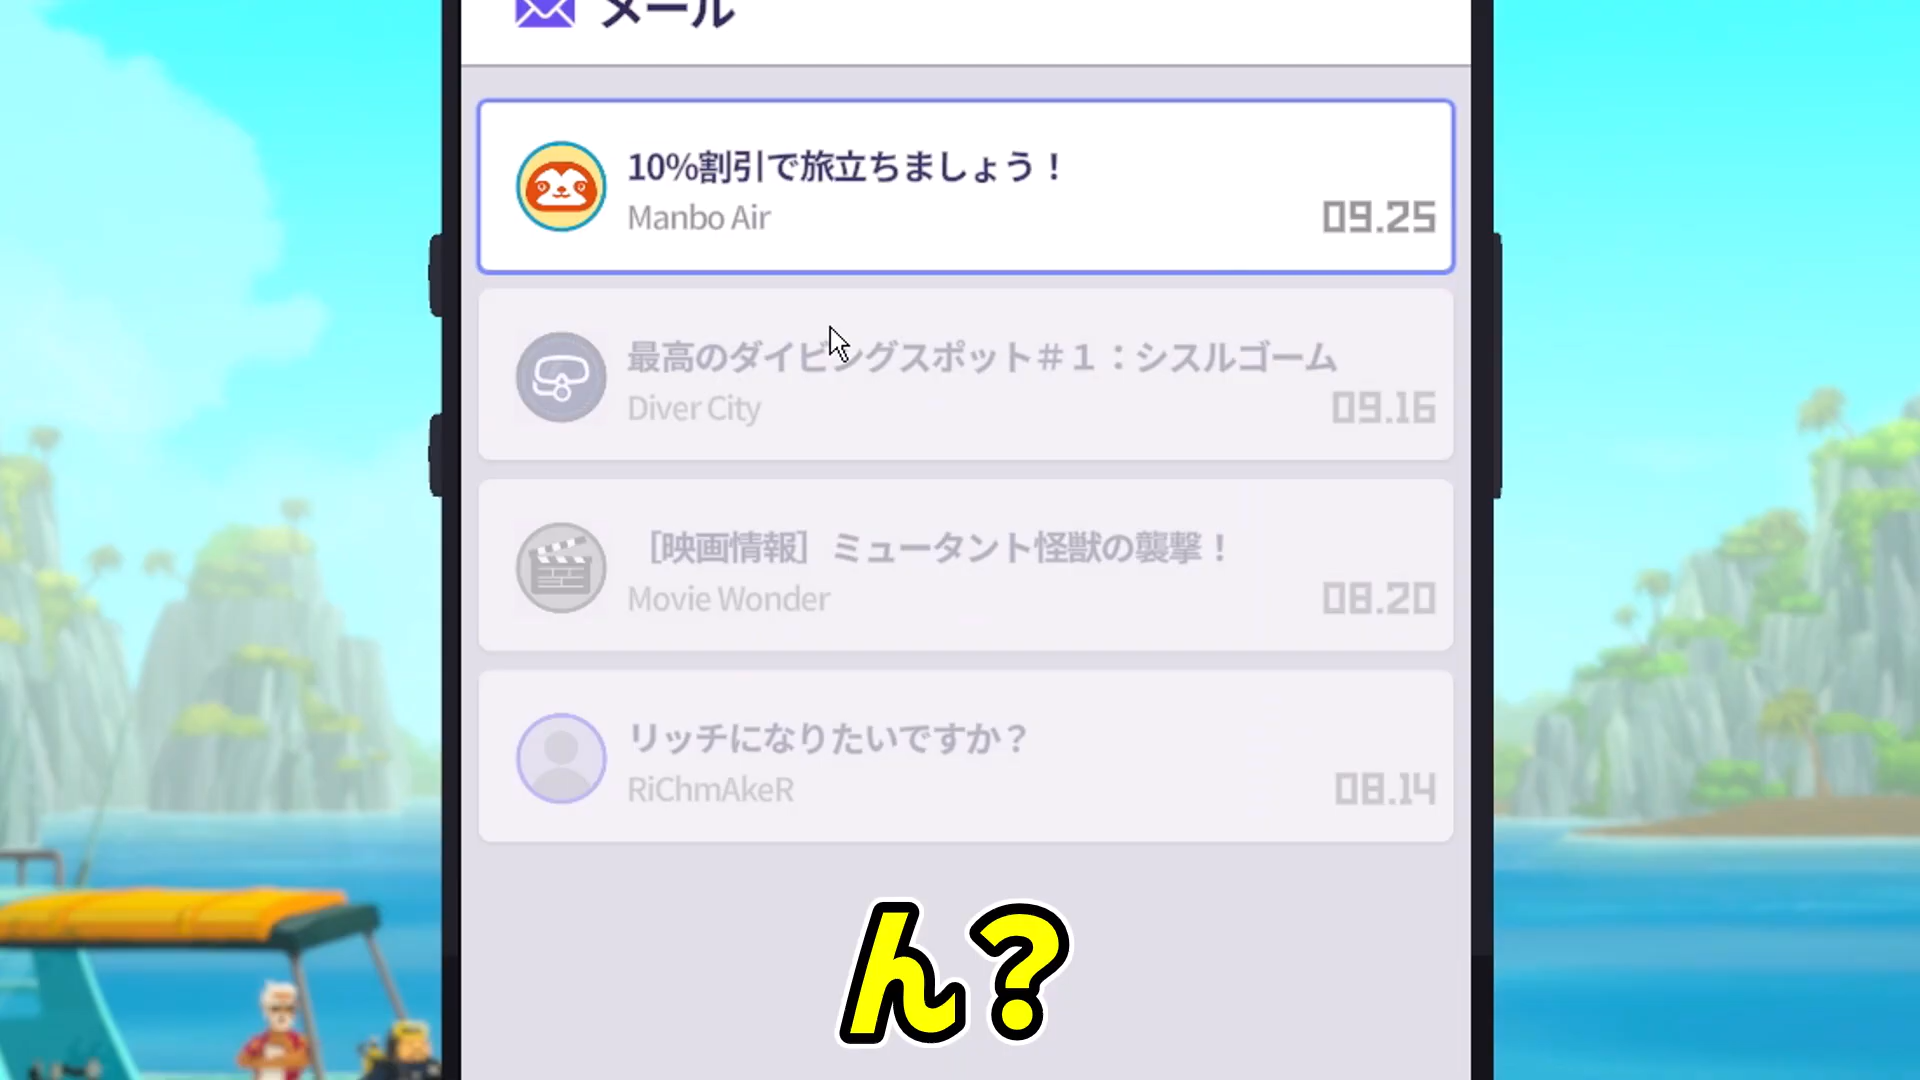 メール
10%割引で旅立ちましょう！
Manbo Air
09.25
最高のダイビングスポット＃１：シスルゴーム
Diver City
09.16
［映画情報］ミュータント怪獣の襲撃！
Movie Wonder
08.20
リッチになりたいですか？
RiChmAkeR
08.14
ん？